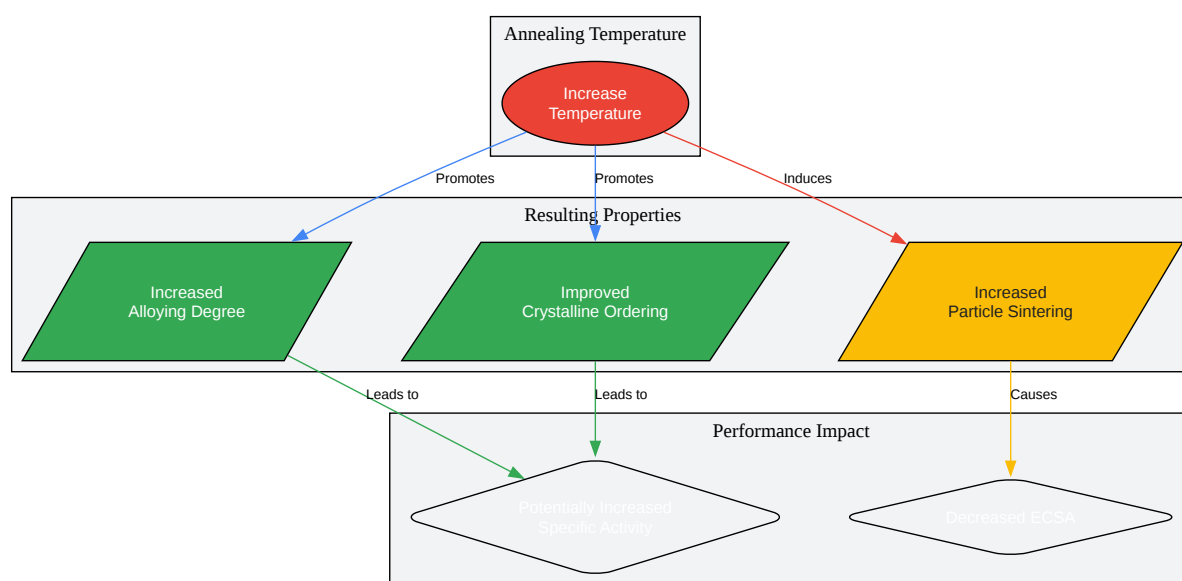 Annealing Temperature
Increase
Temperature
Promotes
Promotes
Induces
Resulting Properties
Increased
Alloying Degree
Improved
Crystalline Ordering
Increased
Particle Sintering
Leads to
Leads to
Causes
Performance Impact
Potentially Increased
Specific Activity
Decreased ECSA